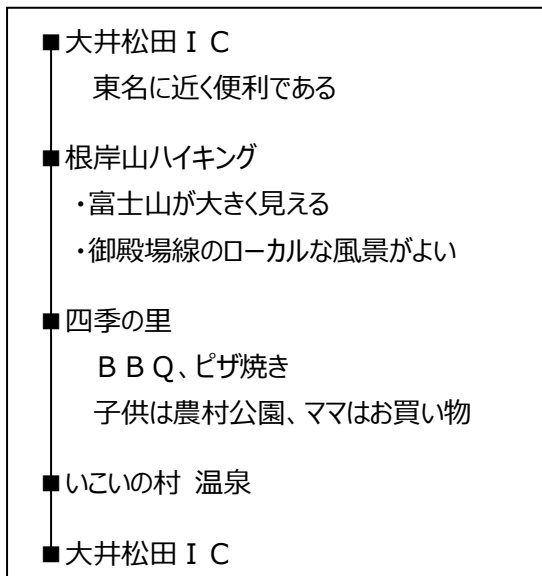 ■大井松田ＩＣ
東名に近く便利である
■根岸山ハイキング
・富士山が大きく見える
・御殿場線のローカルな風景がよい
■四季の里
ＢＢＱ、ピザ焼き
子供は農村公園、ママはお買い物
■いこいの村 温泉
■大井松田ＩＣ